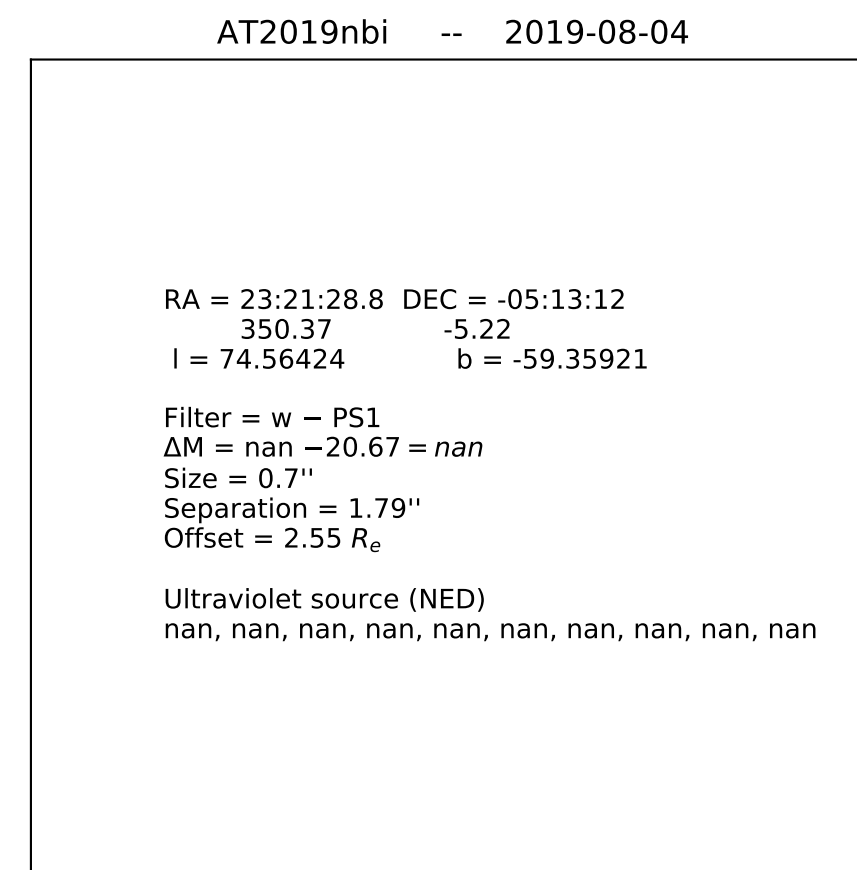 AT2019nbi -- 2019-08-04
RA = 23:21:28.8 DEC = -05:13:12
350.37 -5.22
l = 74.56424 b = -59.35921
Filter = w − PS1
ΔM = nan −20.67 = nan
Size = 0.7''
Separation = 1.79''
Offset = 2.55 Rₑ
Ultraviolet source (NED)
nan, nan, nan, nan, nan, nan, nan, nan, nan, nan